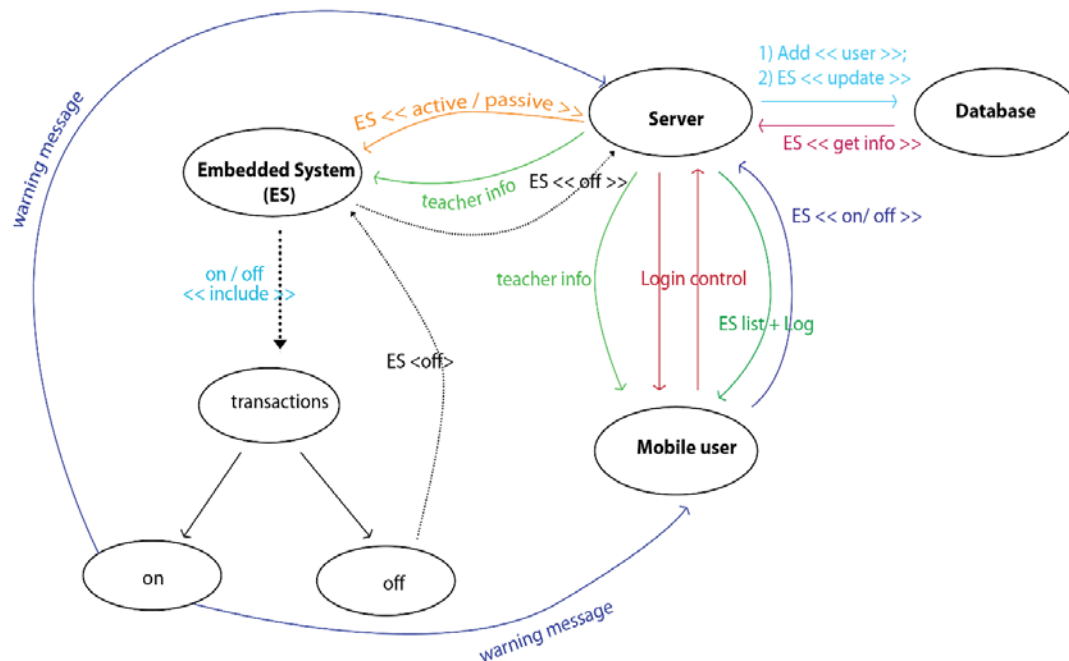 1) Add << user >>;
2) ES << update >>
Server
Database
ES << get info >>
ES << active / passive >>
Embedded System
(ES)
teacher info
ES << off >>
warning message
ES << on/ off >>
on / off
<< include >>
teacher info
Login control
ES list + Log
ES <off>
transactions
Mobile user
on
off
warning message